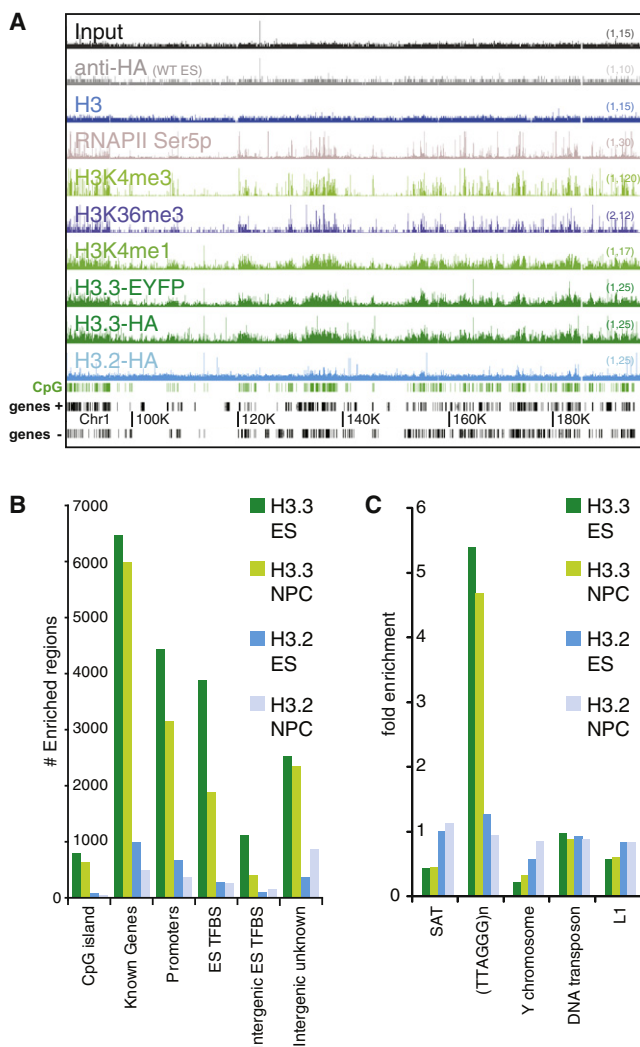 A
Input (1,15)
anti-HA (WT ES) (1,10)
H3 (1,15)
RNAPII Ser5p (1,30)
H3K4me3 (1,120)
H3K36me3 (2,12)
H3K4me1 (1,17)
H3.3-EYFP (1,25)
H3.3-HA (1,25)
H3.2-HA (1,25)
CpG
genes +
Chr1 100K 120K 140K 160K 180K
genes -
B
# Enriched regions
7000
6000
5000
4000
3000
2000
1000
0
H3.3
ES
H3.3
NPC
H3.2
ES
H3.2
NPC
CpG island
Known Genes
Promoters
ES TFBS
ntergenic ES TFBS
Intergenic unknown
C
fold enrichment
6
5
4
3
2
1
0
H3.3
ES
H3.3
NPC
H3.2
ES
H3.2
NPC
SAT
(TTAGGG)n
Y chromosome
DNA transposon
L1